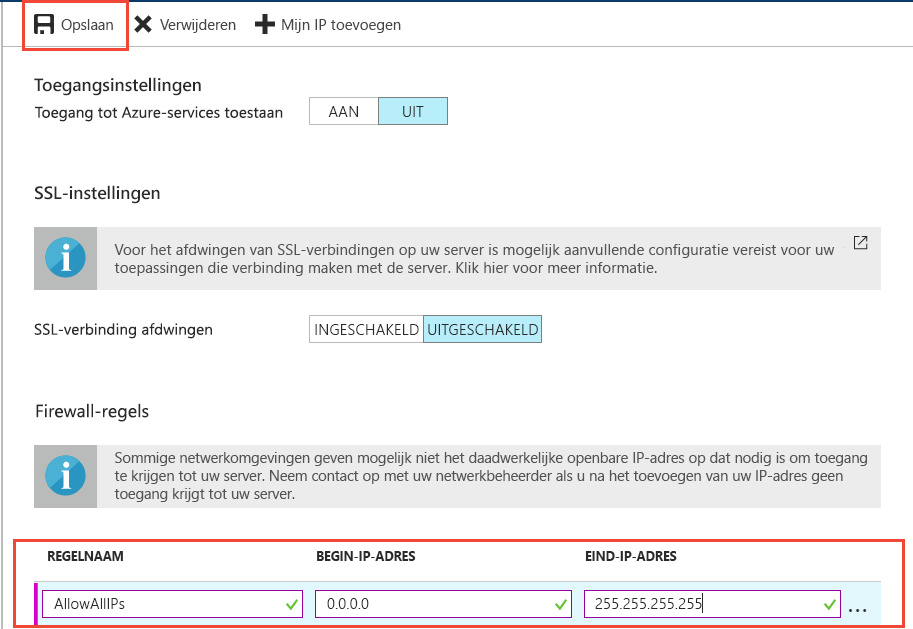 Opslaan Verwijderen Mijn IP toevoegen
Toegangsinstellingen
Toegang tot Azure-services toestaan AAN UIT
SSL-instellingen
Voor het afdwingen van SSL-verbindingen op uw server is mogelijk aanvullende configuratie vereist voor uw
toepassingen die verbinding maken met de server. Klik hier voor meer informatie.
SSL-verbinding afdwingen INGESCHAKELD UITGESCHAKELD
Firewall-regels
Sommige netwerkomgevingen geven mogelijk niet het daadwerkelijke openbare IP-adres op dat nodig is om toegang
te krijgen tot uw server. Neem contact op met uw netwerkbeheerder als u na het toevoegen van uw IP-adres geen
toegang krijgt tot uw server.
REGELNAAM BEGIN-IP-ADRES EIND-IP-ADRES
AllowAllIPs 0.0.0.0 255.255.255.255 ...